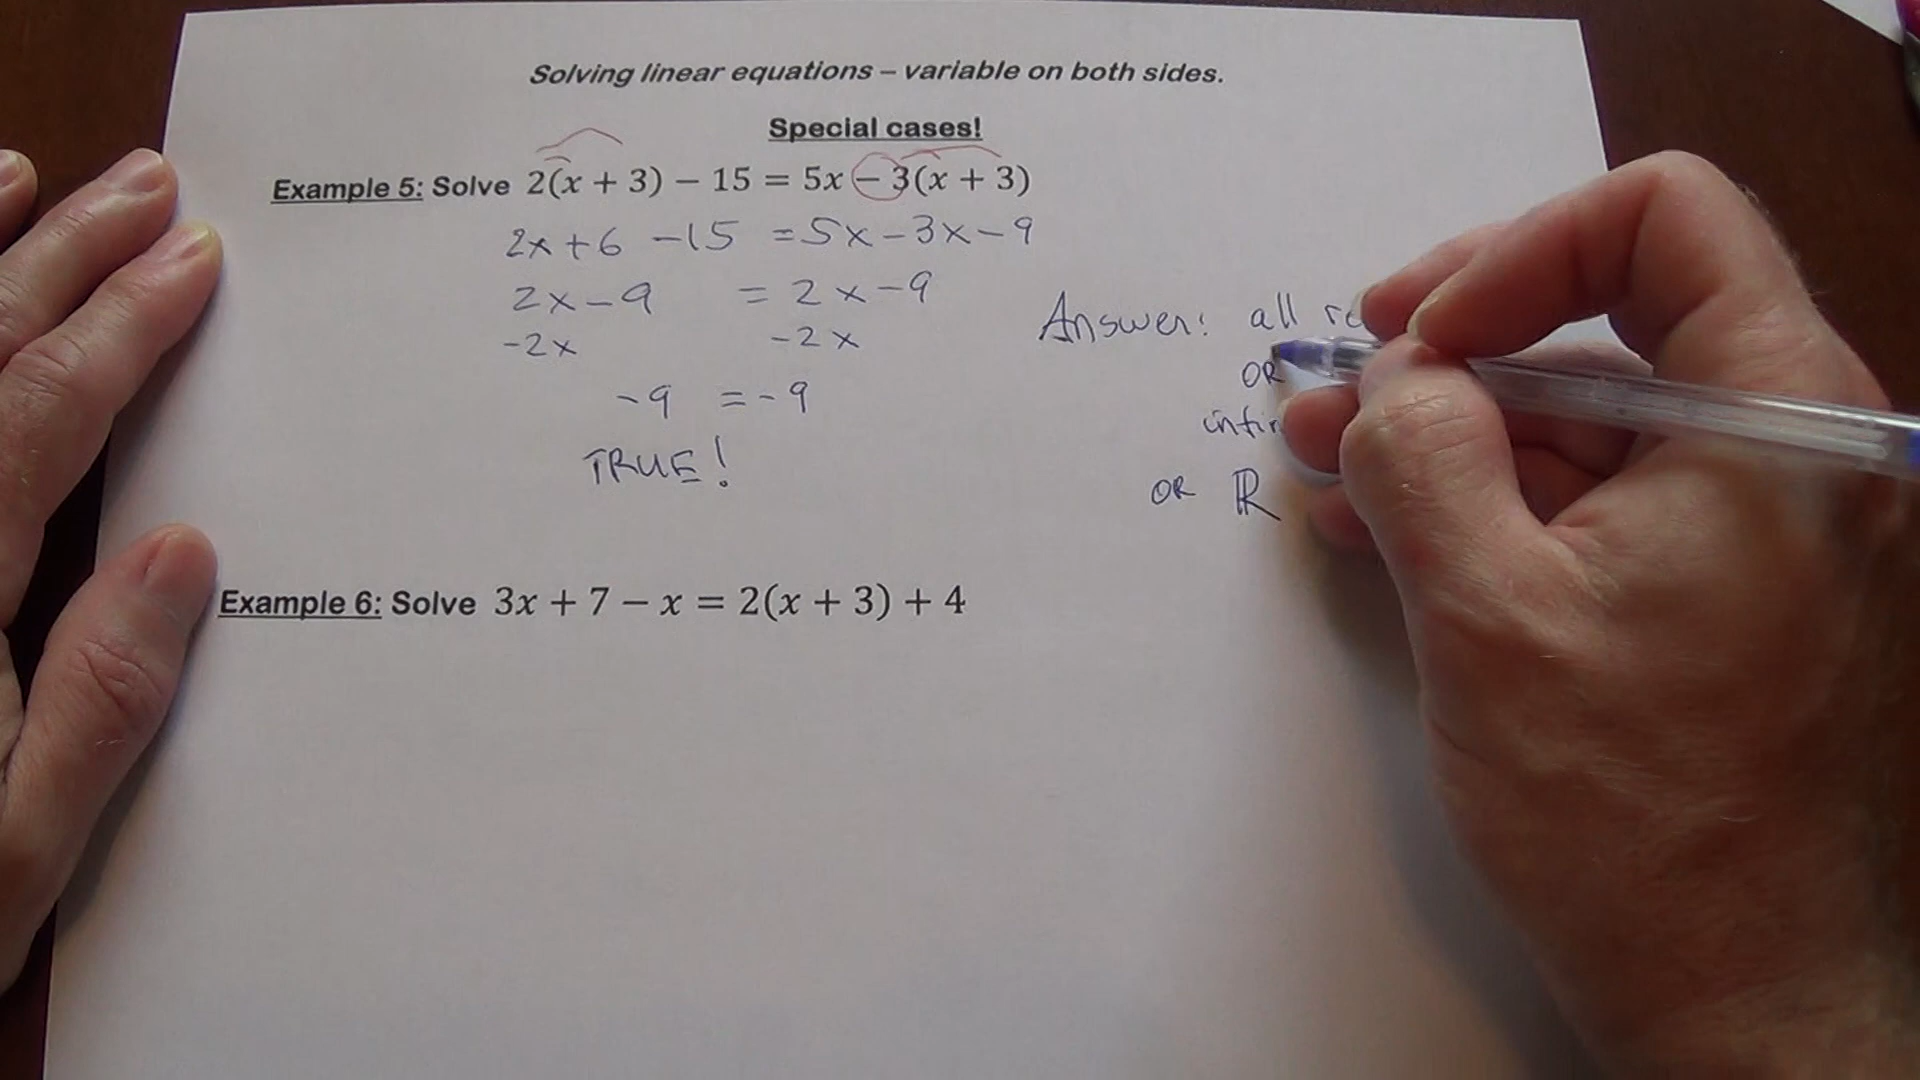 Solving linear equations – variable on both sides.
Special cases!
Example 5: Solve 2(x + 3) − 15 = 5x − 3(x + 3)
2x + 6 − 15 = 5x − 3x − 9
2x − 9 = 2x − 9
-2x -2x
-9 = -9
TRUE!
Answer: all
OR
OR ℝ
Example 6: Solve 3x + 7 − x = 2(x + 3) + 4